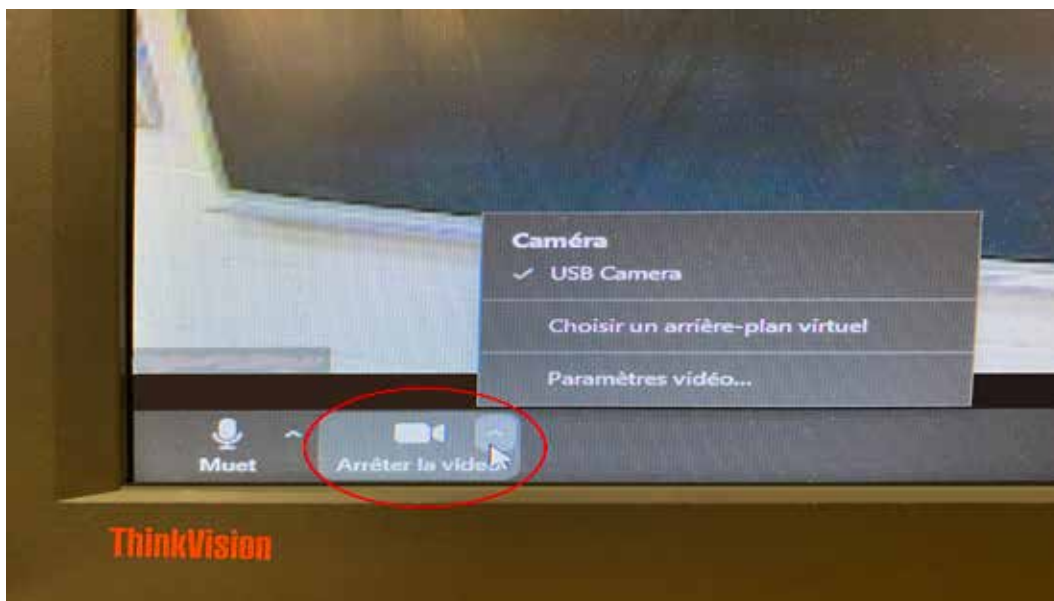 Caméra
USB Camera
Choisir un arrière-plan virtuel
Paramètres vidéo...
Muet
Arrêter la vidéo
ThinkVision